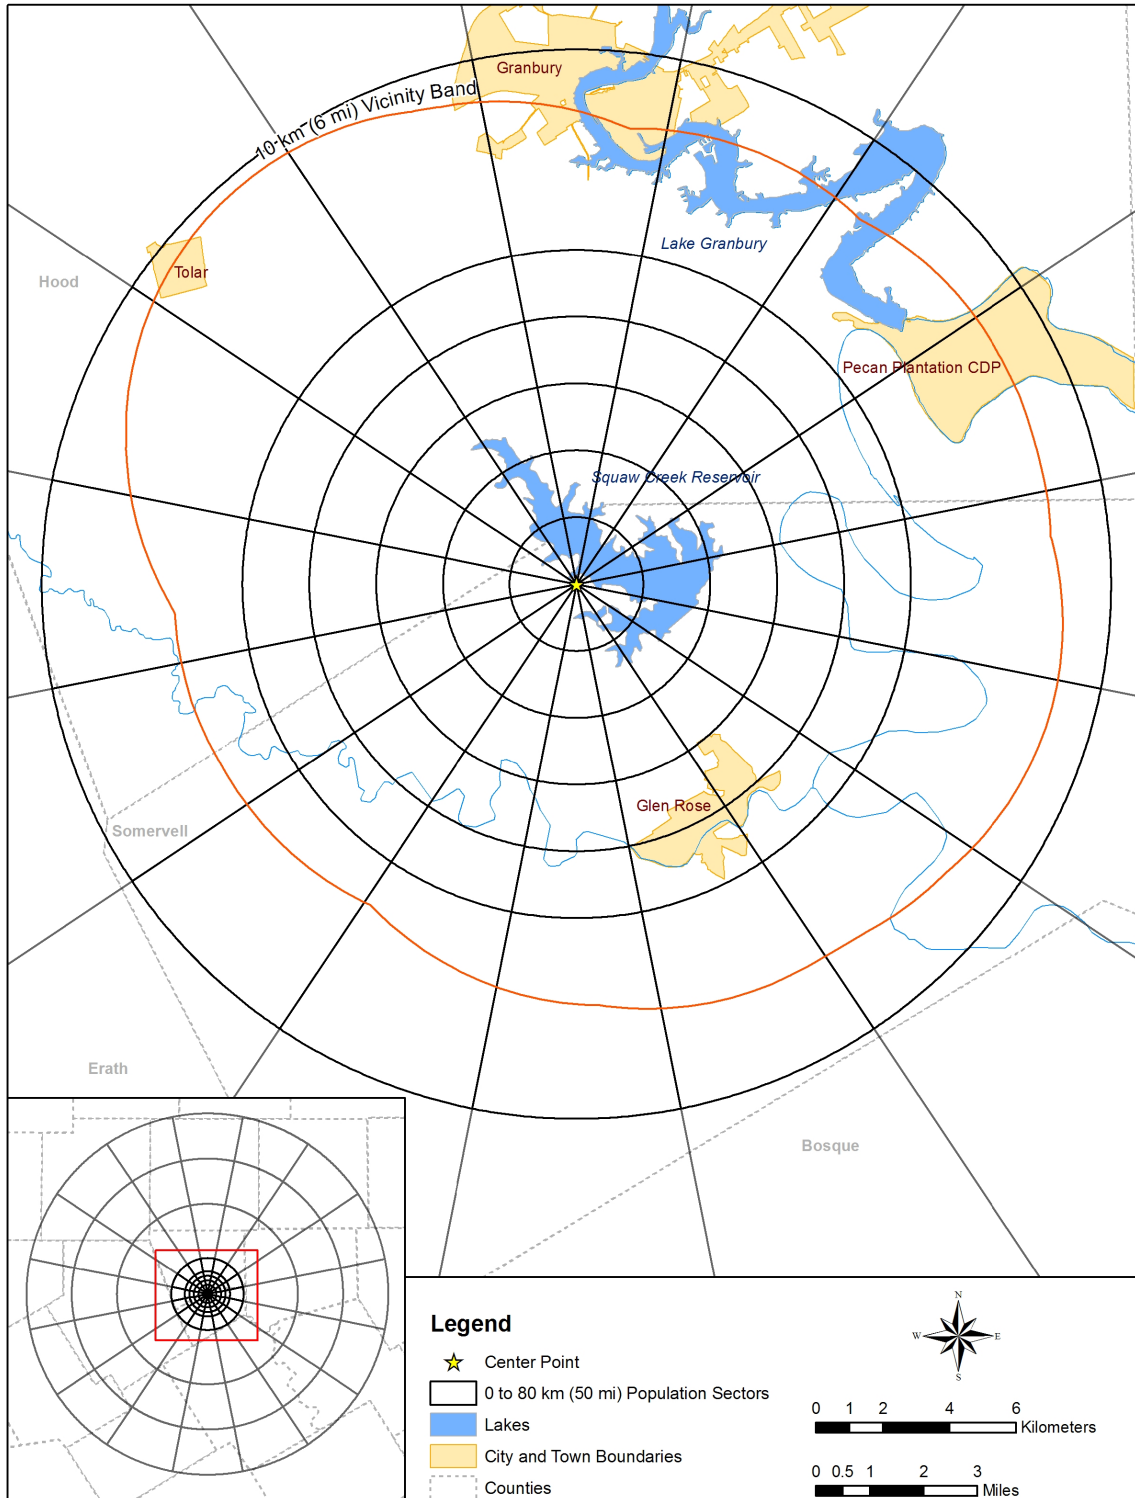 Granbury
10-km (6 mi) Vicinity Band
Lake Granbury
Tolar
Hood
Pecan Plantation CDP
Squaw Creek Reservoir
Glen Rose
Somervell
Erath
Bosque
Legend
Center Point
0 to 80 km (50 mi) Population Sectors
Lakes
City and Town Boundaries
Counties
N
W E
S
0 1 2 4 6
Kilometers
0 0.5 1 2 3
Miles